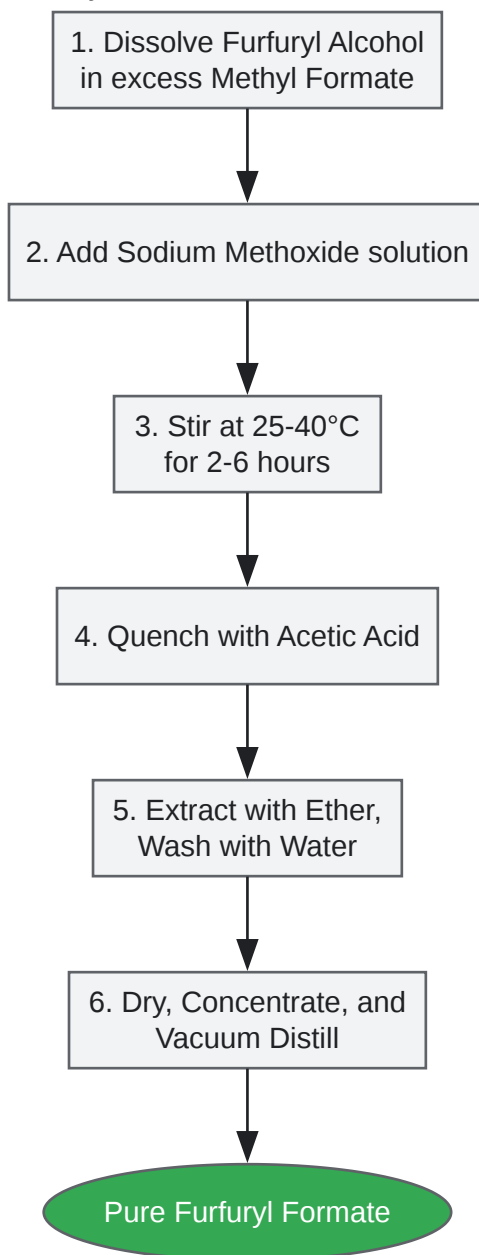 1. Dissolve Furfuryl Alcohol
in excess Methyl Formate
2. Add Sodium Methoxide solution
3. Stir at 25-40°C
for 2-6 hours
4. Quench with Acetic Acid
5. Extract with Ether,
Wash with Water
6. Dry, Concentrate, and
Vacuum Distill
Pure Furfuryl Formate